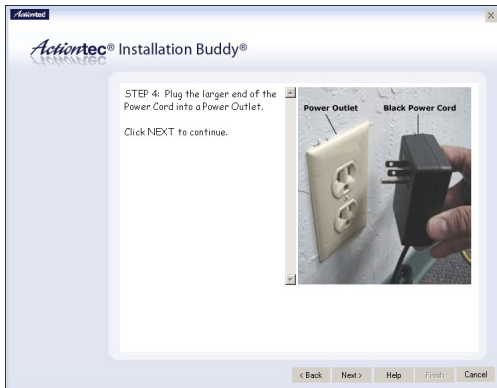 Actiontec
Actiontec® Installation Buddy®
STEP 4: Plug the larger end of the
Power Cord into a Power Outlet.
Click NEXT to continue.
Power Outlet
Black Power Cord
< Back
Next >
Help
Finish
Cancel